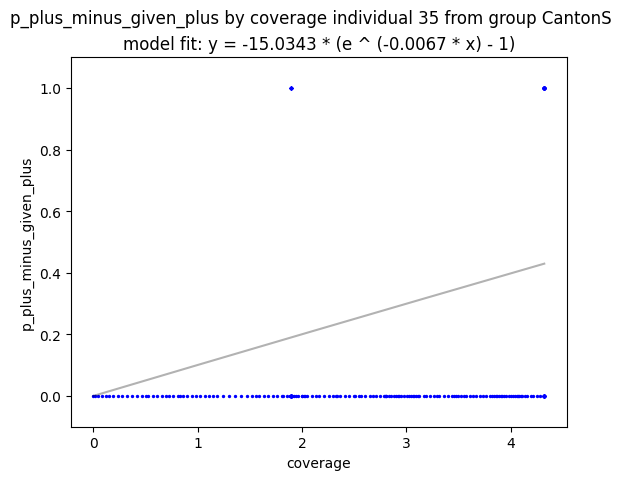 p_plus_minus_given_plus by coverage individual 35 from group CantonS
model fit: y = -15.0343 * (e ^ (-0.0067 * x) - 1)
p_plus_minus_given_plus
1.0
0.8
0.6
0.4
0.2
0.0
0 1 2 3 4
coverage